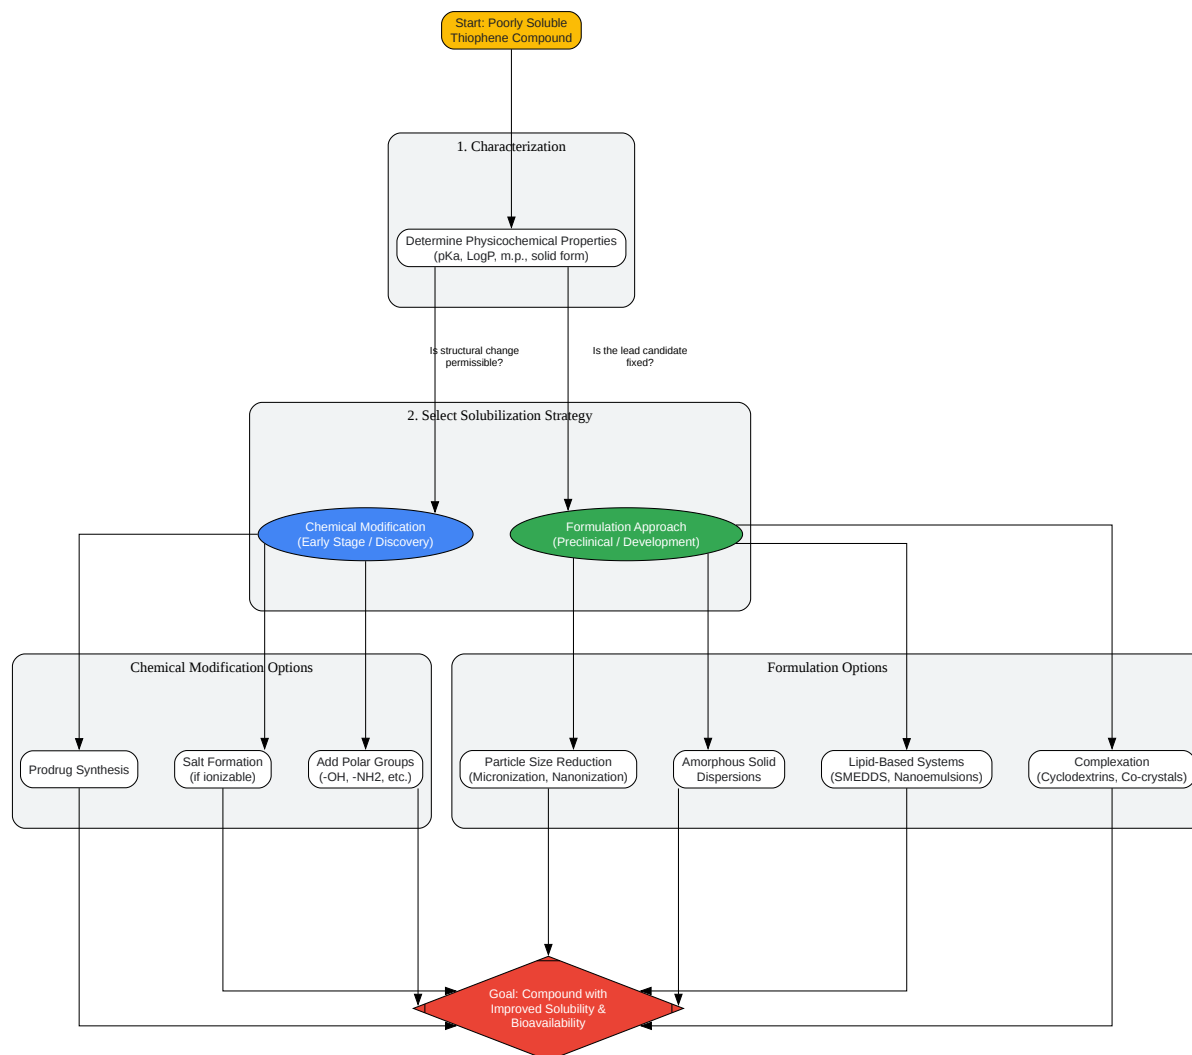 Start: Poorly Soluble
Thiophene Compound
1. Characterization
Determine Physicochemical Properties
(pKa, LogP, m.p., solid form)
Is structural change
permissible?
Is the lead candidate
fixed?
2. Select Solubilization Strategy
Chemical Modification
(Early Stage / Discovery)
Formulation Approach
(Preclinical / Development)
Chemical Modification Options
Formulation Options
Prodrug Synthesis
Salt Formation
(if ionizable)
Add Polar Groups
(-OH, -NH2, etc.)
Particle Size Reduction
(Micronization, Nanonization)
Amorphous Solid
Dispersions
Lipid-Based Systems
(SMEDDS, Nanoemulsions)
Complexation
(Cyclodextrins, Co-crystals)
Goal: Compound with
Improved Solubility &
Bioavailability